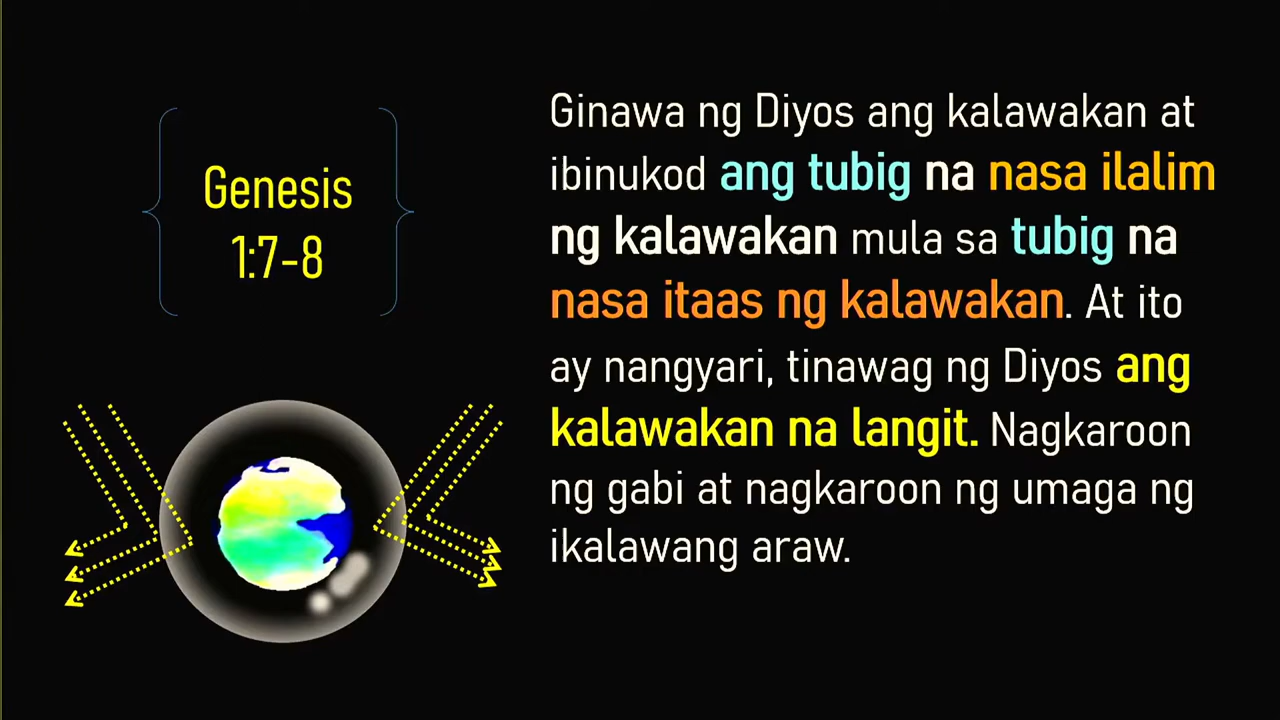 Genesis
1:7-8
Ginawa ng Diyos ang kalawakan at
ibinukod ang tubig na nasa ilalim
ng kalawakan mula sa tubig na
nasa itaas ng kalawakan. At ito
ay nangyari, tinawag ng Diyos ang
kalawakan na langit. Nagkaroon
ng gabi at nagkaroon ng umaga ng
ikalawang araw.